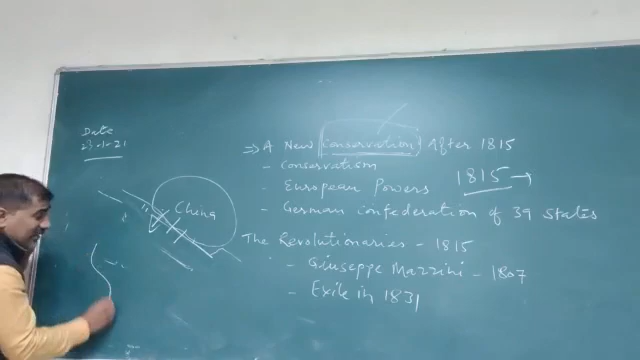 Date
23-1-21
China
⇒ A New Conservation After 1815
- Conservatism
- European Powers
1815 →
- German Confederation of 39 States
The Revolutionaries - 1815
- Giuseppe Mazzini - 1807
- Exile in 1831